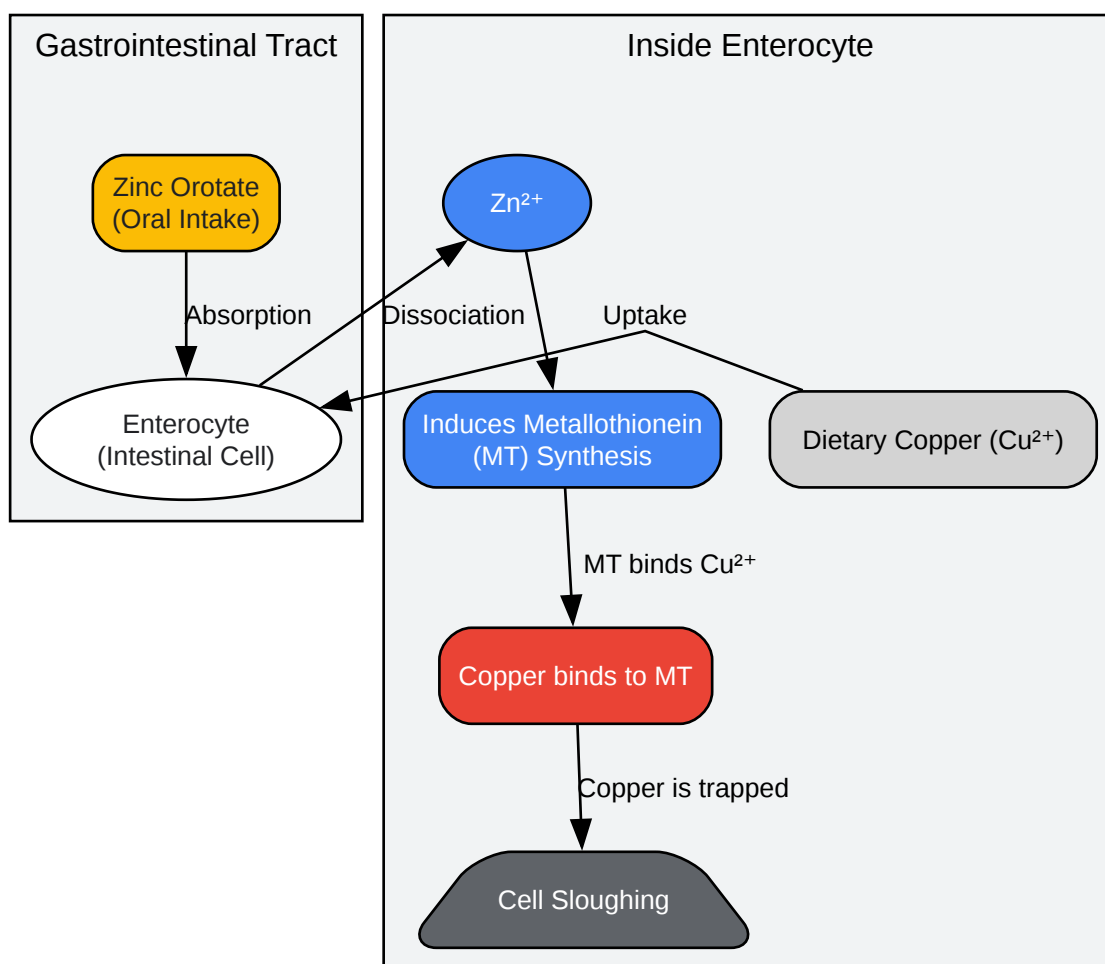 Gastrointestinal Tract
Inside Enterocyte
Zinc Orotate
(Oral Intake)
Zn²⁺
Absorption
Dissociation
Uptake
Enterocyte
(Intestinal Cell)
Induces Metallothionein
(MT) Synthesis
Dietary Copper (Cu²⁺)
MT binds Cu²⁺
Copper binds to MT
Copper is trapped
Cell Sloughing